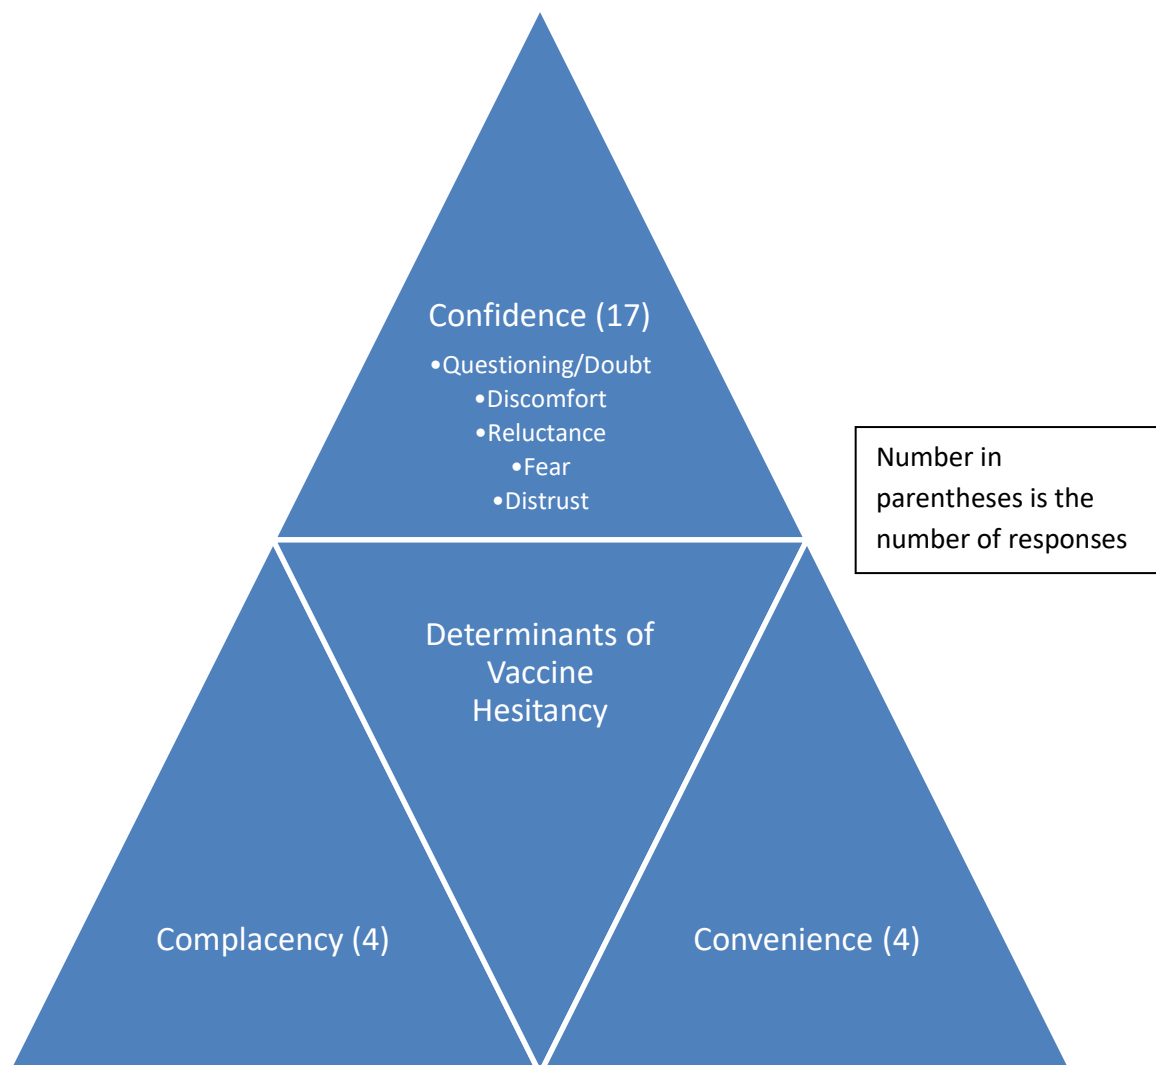 Confidence (17)
•Questioning/Doubt
•Discomfort
•Reluctance
•Fear
•Distrust
Number in
parentheses is the
number of responses
Determinants of
Vaccine
Hesitancy
Complacency (4)
Convenience (4)